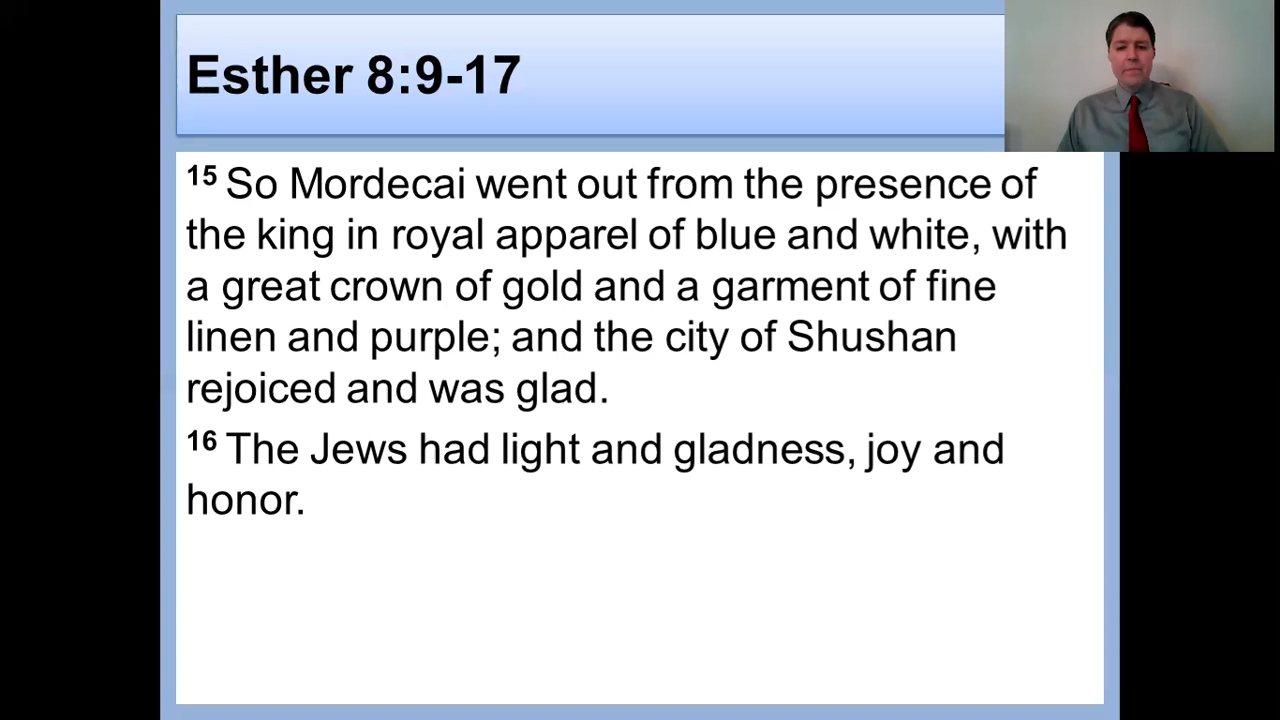 Esther 8:9-17
15 So Mordecai went out from the presence of
the king in royal apparel of blue and white, with
a great crown of gold and a garment of fine
linen and purple; and the city of Shushan
rejoiced and was glad.
16 The Jews had light and gladness, joy and
honor.